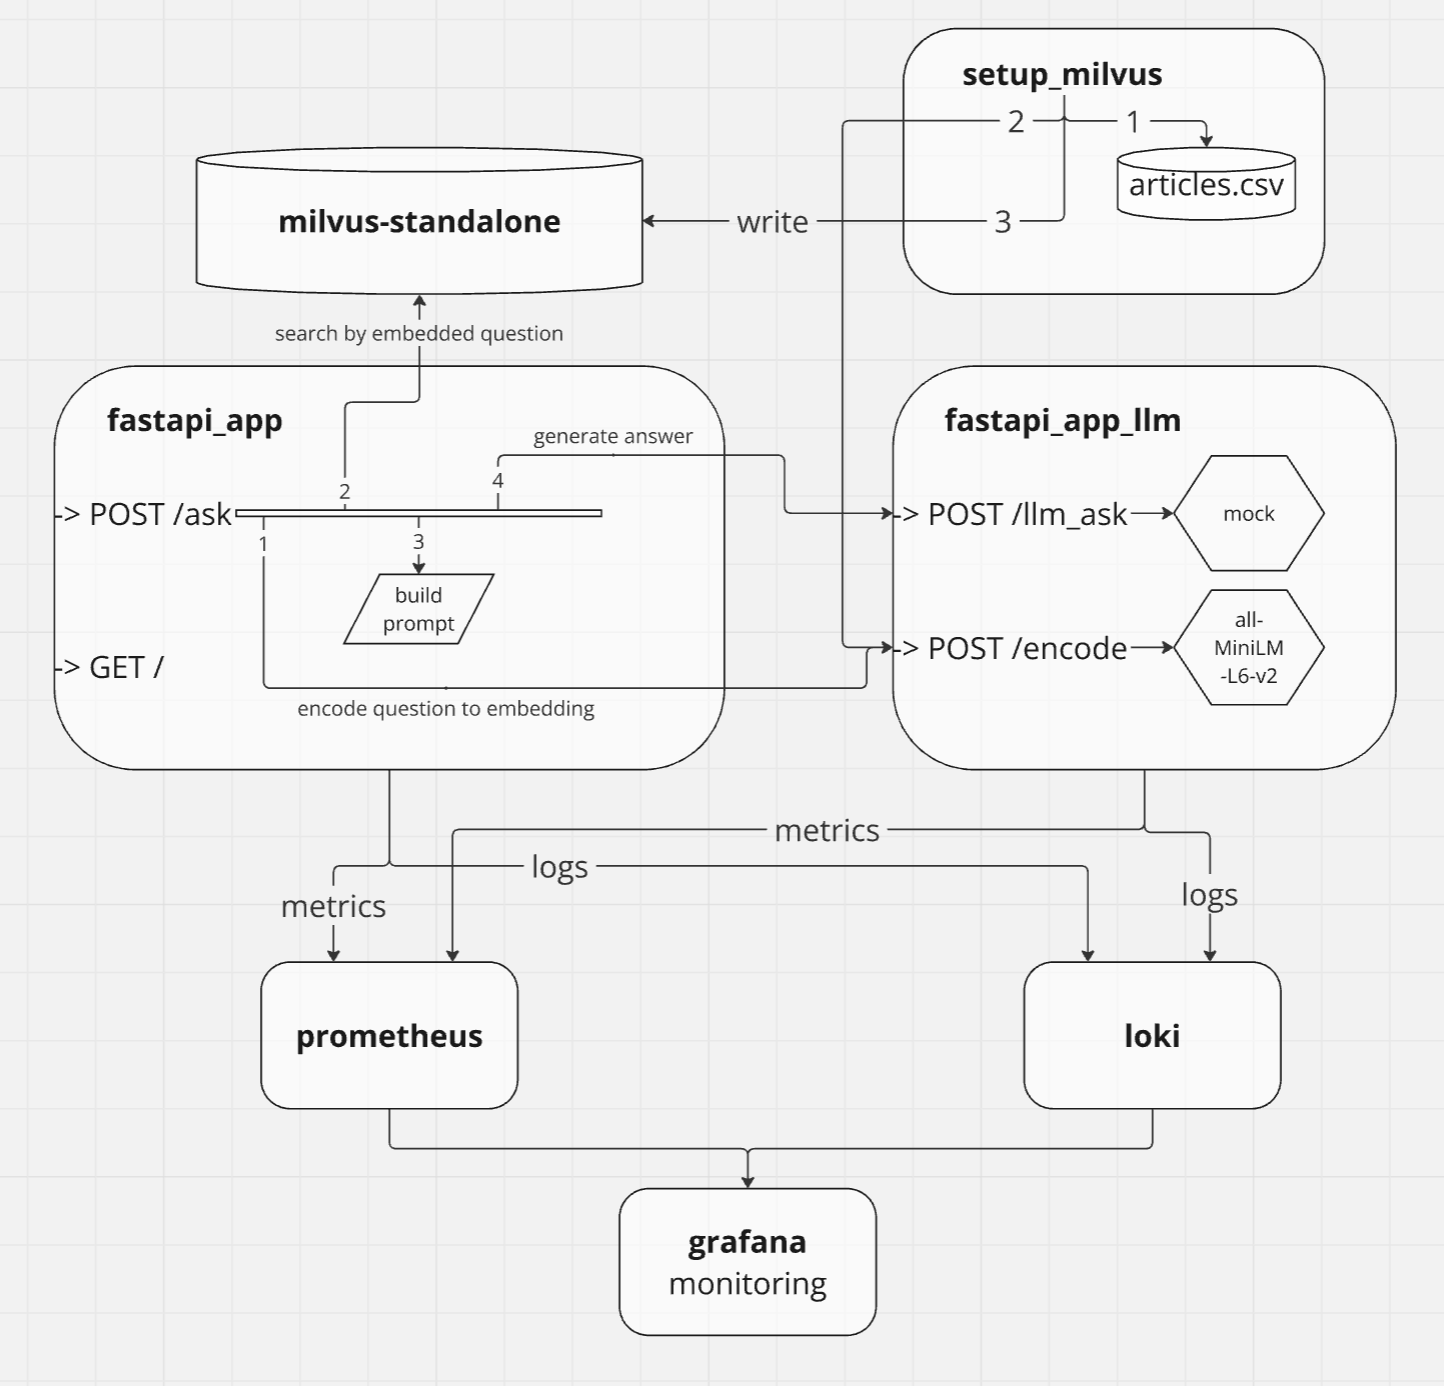 setup_milvus
2
1
articles.csv
milvus-standalone
write
3
search by embedded question
fastapi_app
generate answer
2
4
-> POST /ask
1
3
build
prompt
-> GET /
encode question to embedding
fastapi_app_llm
-> POST /llm_ask
mock
-> POST /encode
all-
MiniLM
-L6-v2
metrics
logs
metrics
logs
prometheus
loki
grafana
monitoring